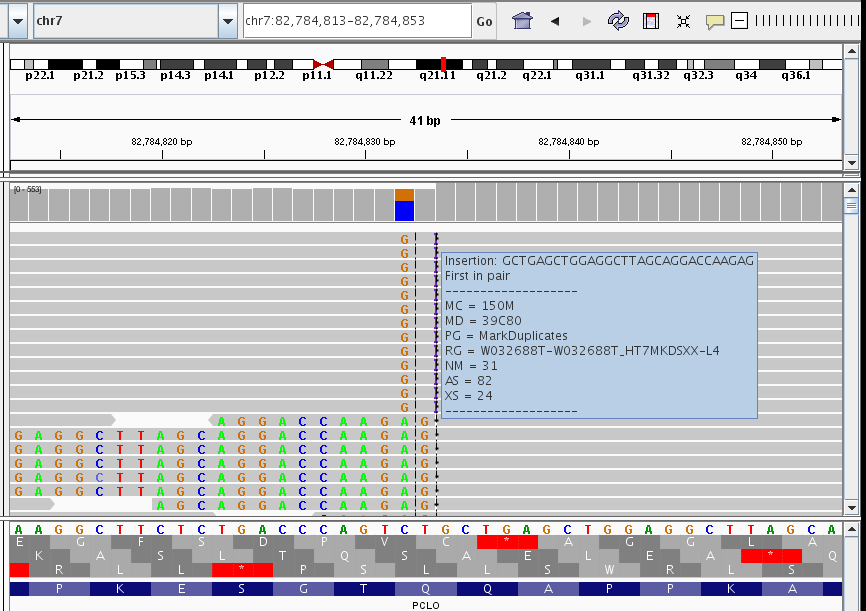 chr7
chr7:82,784,813-82,784,853
Go
p22.1 p21.2 p15.3 p14.3 p14.1 p12.2 p11.1 q11.22 q21.11 q21.2 q22.1 q31.1 q31.32 q32.3 q34 q36.1
41 bp
82,784,820 bp 82,784,830 bp 82,784,840 bp 82,784,850 bp
[0 - 553]
G
G
G
G
G
G
G
G
G
G
G
G
G
Insertion: GCTGAGCTGGAGGCTTAGCAGGACCAAGAG
First in pair
-------------------
MC = 150M
MD = 39C80
PG = MarkDuplicates
RG = W032688T-W032688T_HT7MKDSXX-L4
NM = 31
AS = 82
XS = 24
-------------------
A G G A C C A A G A G
G A G G C T T A G C A G G A C C A A G A G
G A G G C T T A G C A G G A C C A A G A G
G A G G C T T A G C A G G A C C A A G A G
G A G G C T T A G C A G G A C C A A G A G
G A G G C T T A G C A G G A C C A A G A G
A G C A G G A C C A A G A G
A A G G C T T C T C T G A C C C A G T C T G C T G A G C T G G A G G C T T A G C A
E G F S D P V C * A G G L A
K A S L T Q S A E L E A * Q
R L L * P S L L S W R L S
P K E S G T Q Q A P P K A
PCLO